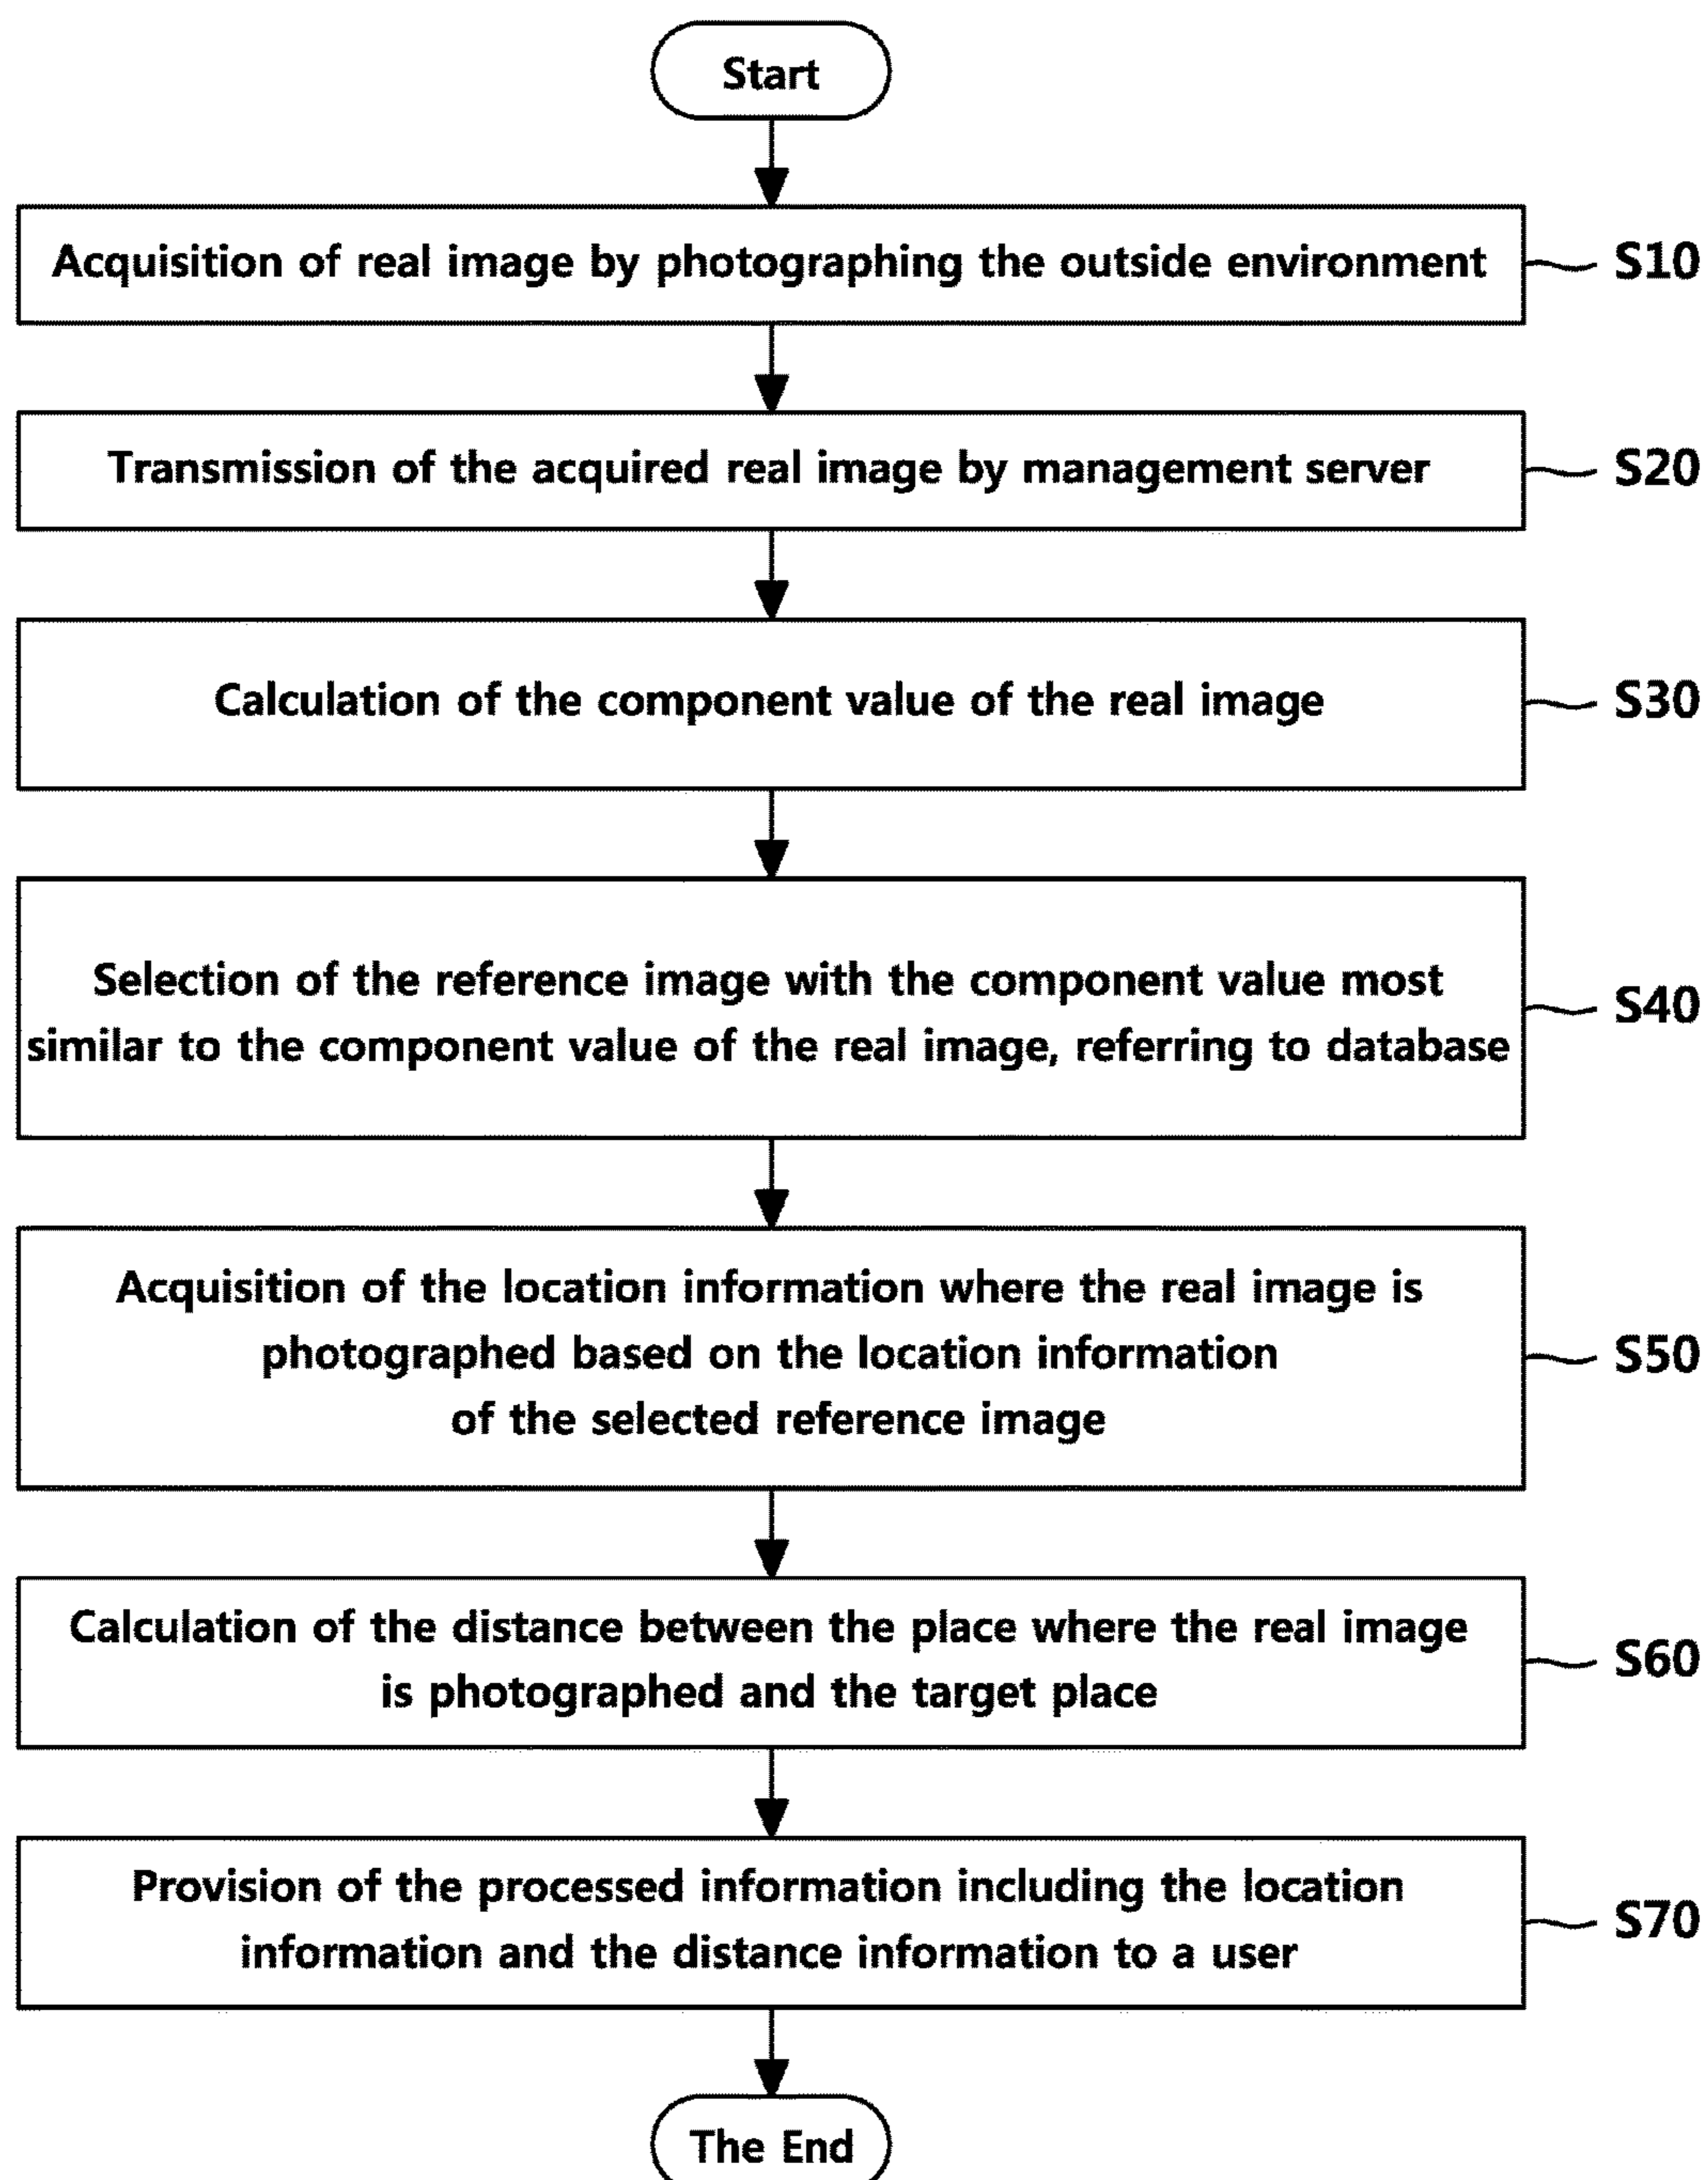 Start
Acquisition of real image by photographing the outside environment
S10
Transmission of the acquired real image by management server
S20
Calculation of the component value of the real image
S30
Selection of the reference image with the component value most
similar to the component value of the real image, referring to database
S40
Acquisition of the location information where the real image is
photographed based on the location information
of the selected reference image
S50
Calculation of the distance between the place where the real image
is photographed and the target place
S60
Provision of the processed information including the location
information and the distance information to a user
S70
The End